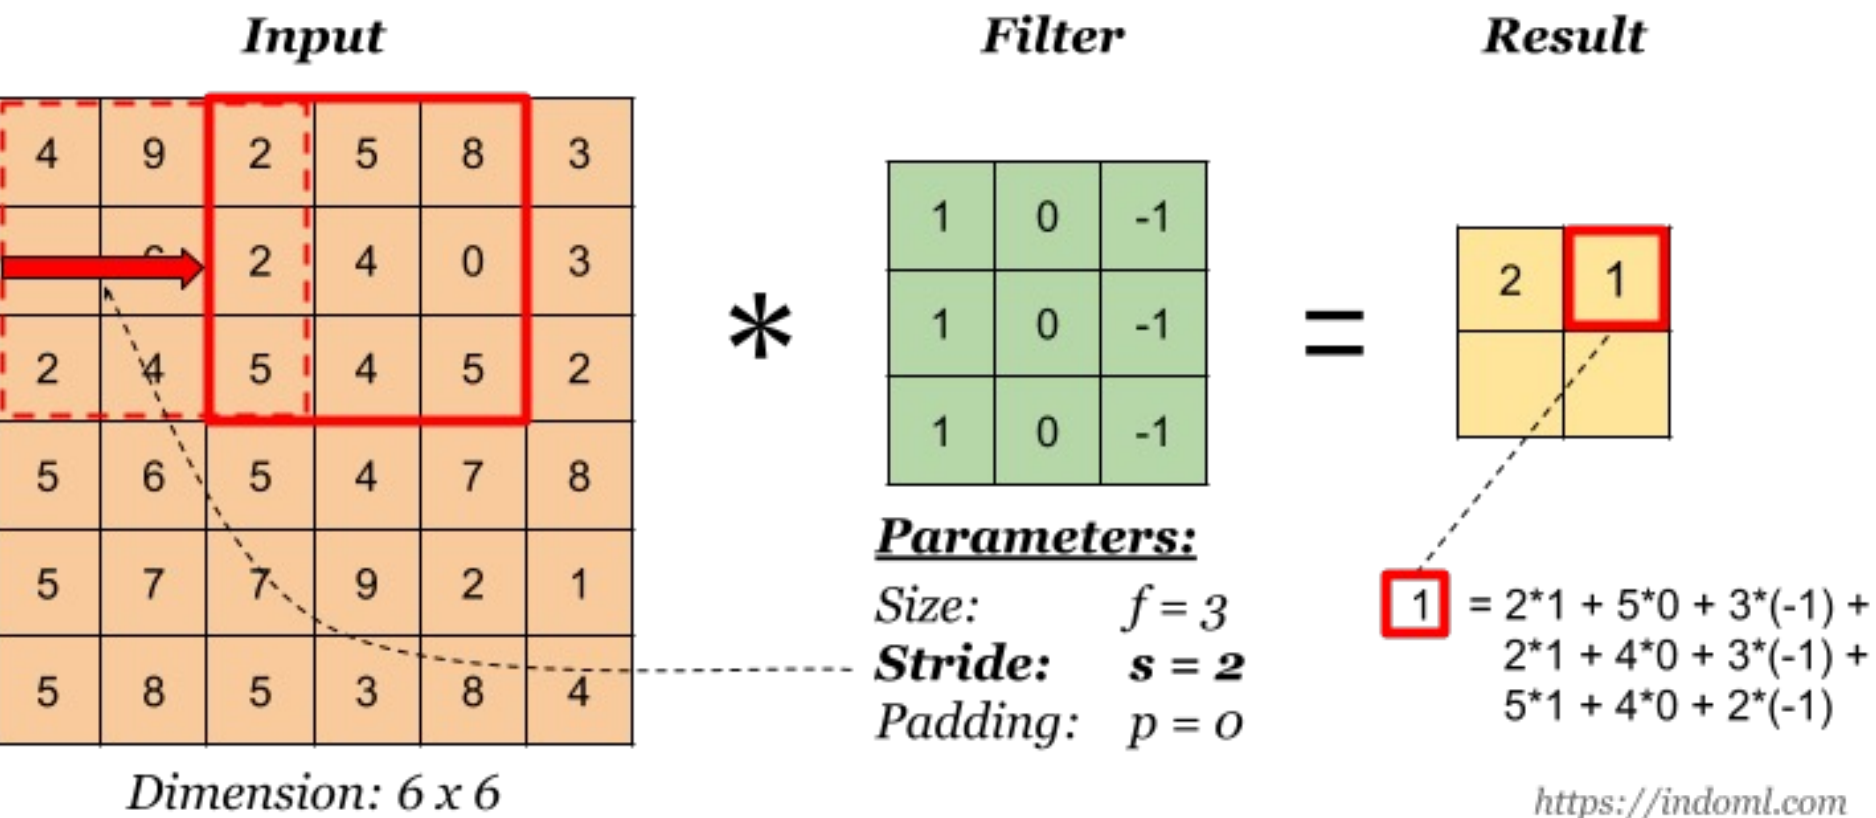 Input Filter Result
4 9 2 5 8 3
2 4 0 3
2 4 5 4 5 2
5 6 5 4 7 8
5 7 7 9 2 1
5 8 5 3 8 4
Dimension: 6 x 6
*
1 0 -1
1 0 -1
1 0 -1
Parameters:
Size: f = 3
Stride: s = 2
Padding: p = 0
=
2 1
1 = 2*1 + 5*0 + 3*(-1) +
2*1 + 4*0 + 3*(-1) +
5*1 + 4*0 + 2*(-1)
https://indoml.com